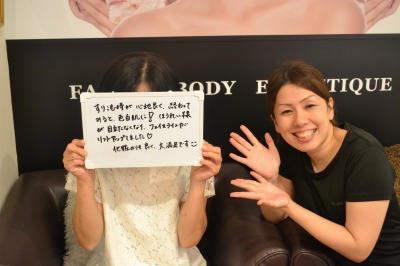 FA BODY E TIQUE
すりこむ時が心地良く、終わって
みると、色白肌に！ほうれい線
が目立たなくなり、フェイスラインが
リフトアップしました♡
化粧のりも良く、大満足です☺